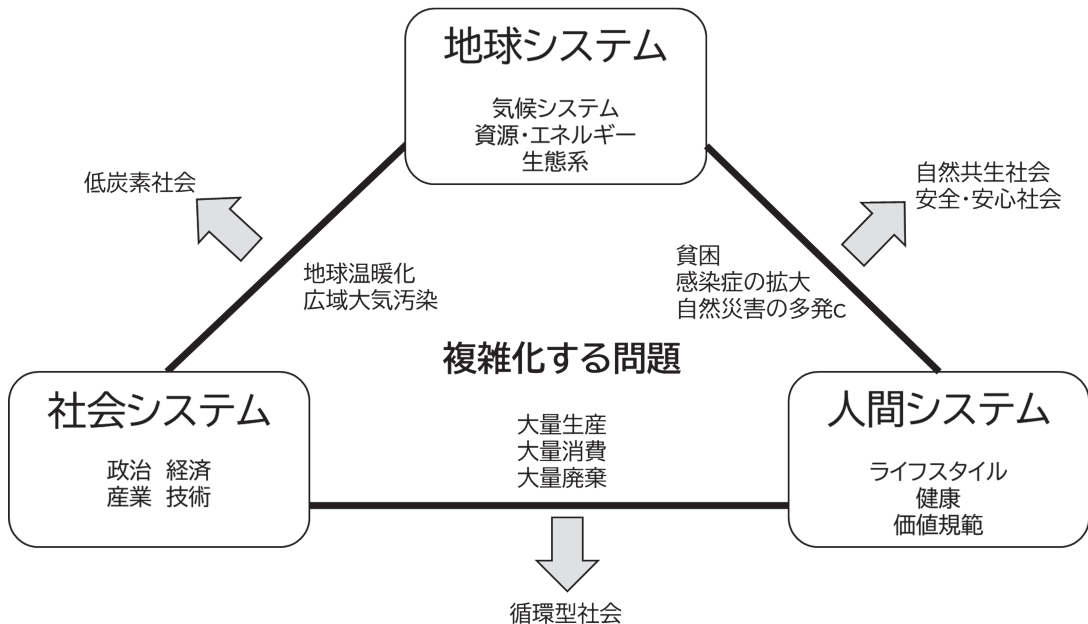 地球システム
気候システム
資源・エネルギー
生態系
低炭素社会
自然共生社会
安全・安心社会
地球温暖化
広域大気汚染
貧困
感染症の拡大
自然災害の多発c
複雑化する問題
社会システム
政治 経済
産業 技術
大量生産
大量消費
大量廃棄
人間システム
ライフスタイル
健康
価値規範
循環型社会